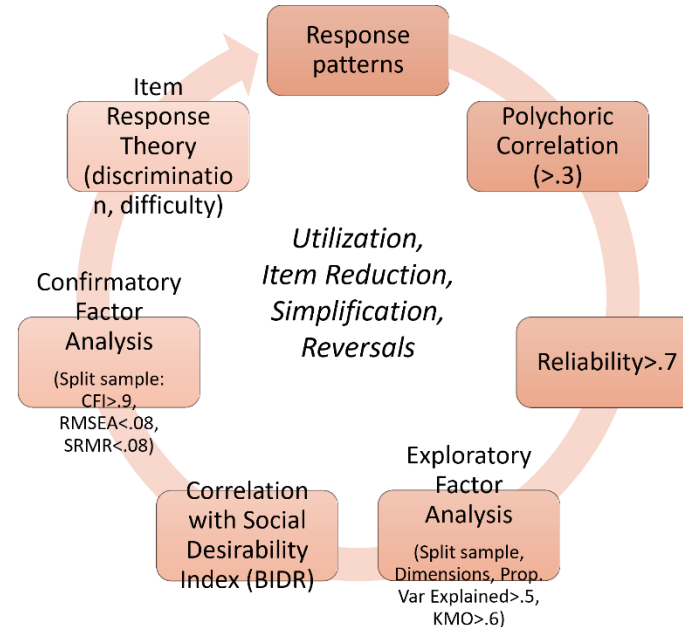 Response
patterns
Polychoric
Correlation
(>.3)
Reliability>.7
Exploratory
Factor
Analysis
(Split sample,
Dimensions, Prop.
Var Explained>.5,
KMO>.6)
Correlation
with Social
Desirability
Index (BIDR)
Confirmatory
Factor
Analysis
(Split sample:
CFI>.9,
RMSEA<.08,
SRMR<.08)
Item
Response
Theory
(discriminatio
n, difficulty)
Utilization,
Item Reduction,
Simplification,
Reversals